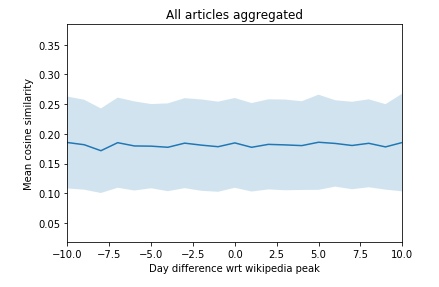 All articles aggregated
Mean cosine similarity
0.35
0.30
0.25
0.20
0.15
0.10
0.05
−10.0 −7.5 −5.0 −2.5 0.0 2.5 5.0 7.5 10.0
Day difference wrt wikipedia peak